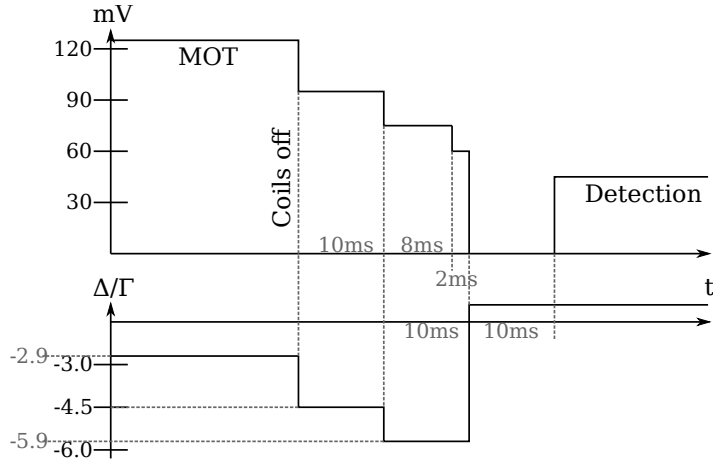 mV
120
MOT
90
60
30
Coils off
Detection
10ms
8ms
2ms
Δ/Γ
t
10ms
10ms
-2.9
-3.0
-4.5
-5.9
-6.0